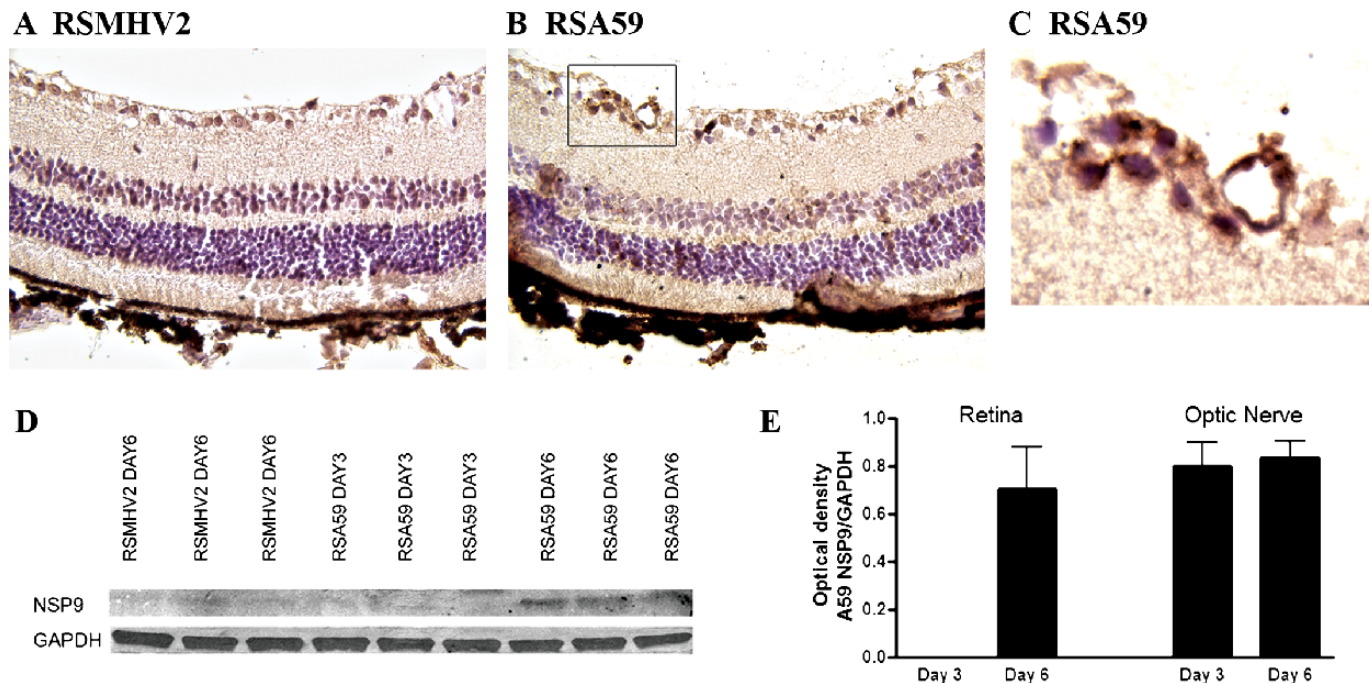 A RSMHV2
B RSA59
C RSA59
D
RSMHV2 DAY6
RSMHV2 DAY6
RSMHV2 DAY6
RSA59 DAY3
RSA59 DAY3
RSA59 DAY3
RSA59 DAY6
RSA59 DAY6
RSA59 DAY6
NSP9
GAPDH
E
Retina
Optic Nerve
Optical density
A59 NSP9/GAPDH
1.0
0.8
0.6
0.4
0.2
0.0
Day 3
Day 6
Day 3
Day 6